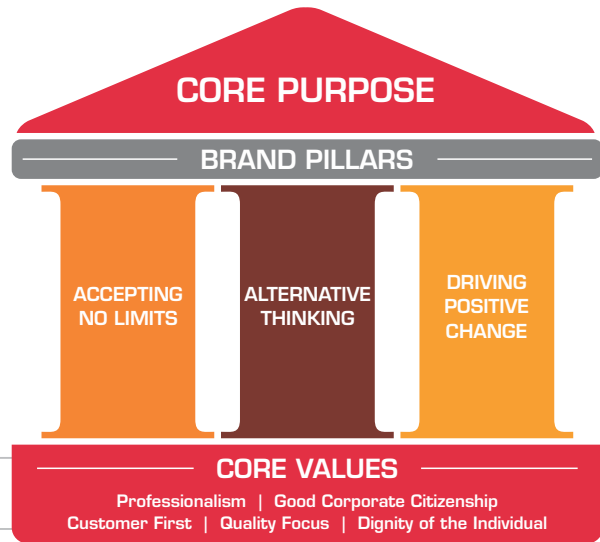 CORE PURPOSE
BRAND PILLARS
ACCEPTING
NO LIMITS
ALTERNATIVE
THINKING
DRIVING
POSITIVE
CHANGE
CORE VALUES
Professionalism | Good Corporate Citizenship
Customer First | Quality Focus | Dignity of the Individual